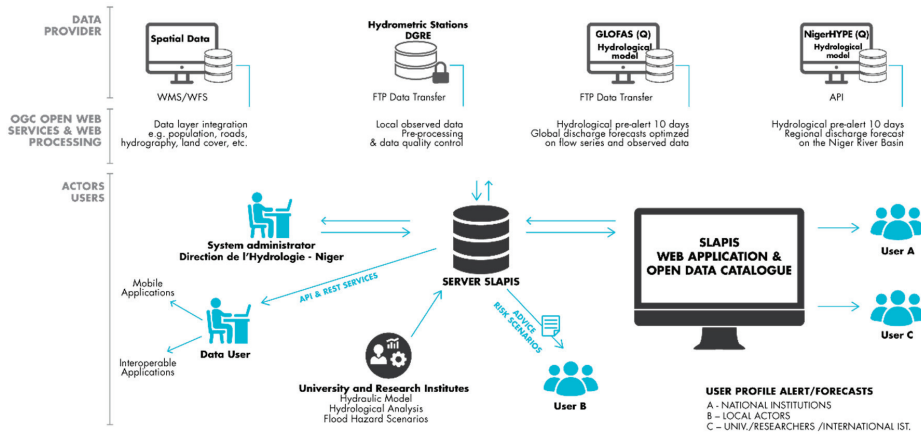 DATA
PROVIDER
Spatial Data
WMS/WFS
Hydrometric Stations
DGRE
FTP Data Transfer
GLOFAS (Q)
Hydrological
model
FTP Data Transfer
NigerHYPE (Q)
Hydrological
model
API
OGC OPEN WEB
SERVICES & WEB
PROCESSING
Data layer integration
e.g. population, roads,
hydrography, land cover, etc.
Local observed data
Pre-processing
& data quality control
Hydrological pre-alert 10 days
Global discharge forecasts optimzed
on flow series and observed data
Hydrological pre-alert 10 days
Regional discharge forecast
on the Niger River Basin
ACTORS
USERS
System administrator
Direction de l'Hydrologie - Niger
SERVER SLAPIS
SLAPIS
WEB APPLICATION &
OPEN DATA CATALOGUE
User A
User C
API & REST SERVICES
Mobile
Applications
Data User
Interoperable
Applications
ADVICE
RISK SCENARIOS
University and Research Institutes
Hydraulic Model
Hydrological Analysis
Flood Hazard Scenarios
User B
USER PROFILE ALERT/FORECASTS
A - NATIONAL INSTITUTIONS
B – LOCAL ACTORS
C – UNIV./RESEARCHERS /INTERNATIONAL IST.